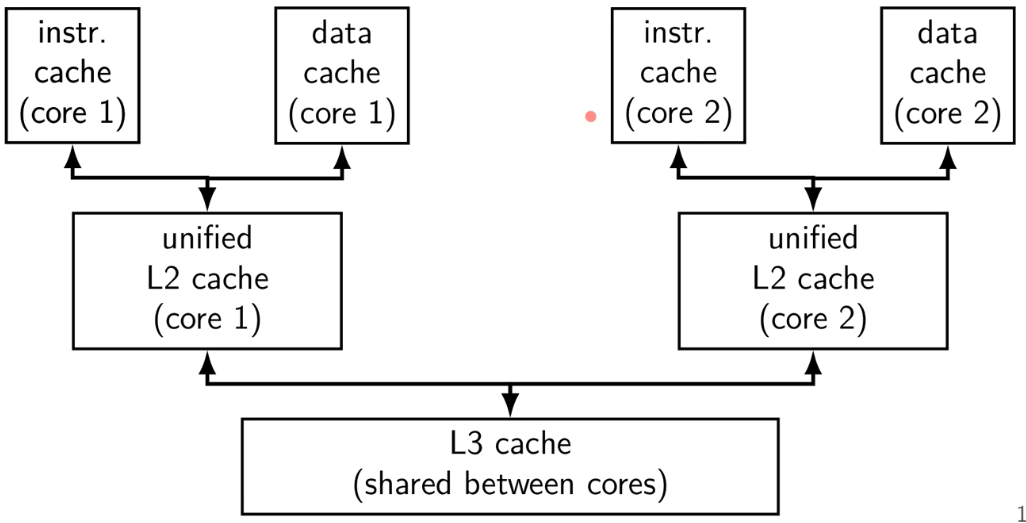 instr.
cache
(core 1)
data
cache
(core 1)
instr.
cache
(core 2)
data
cache
(core 2)
unified
L2 cache
(core 1)
unified
L2 cache
(core 2)
L3 cache
(shared between cores)
1